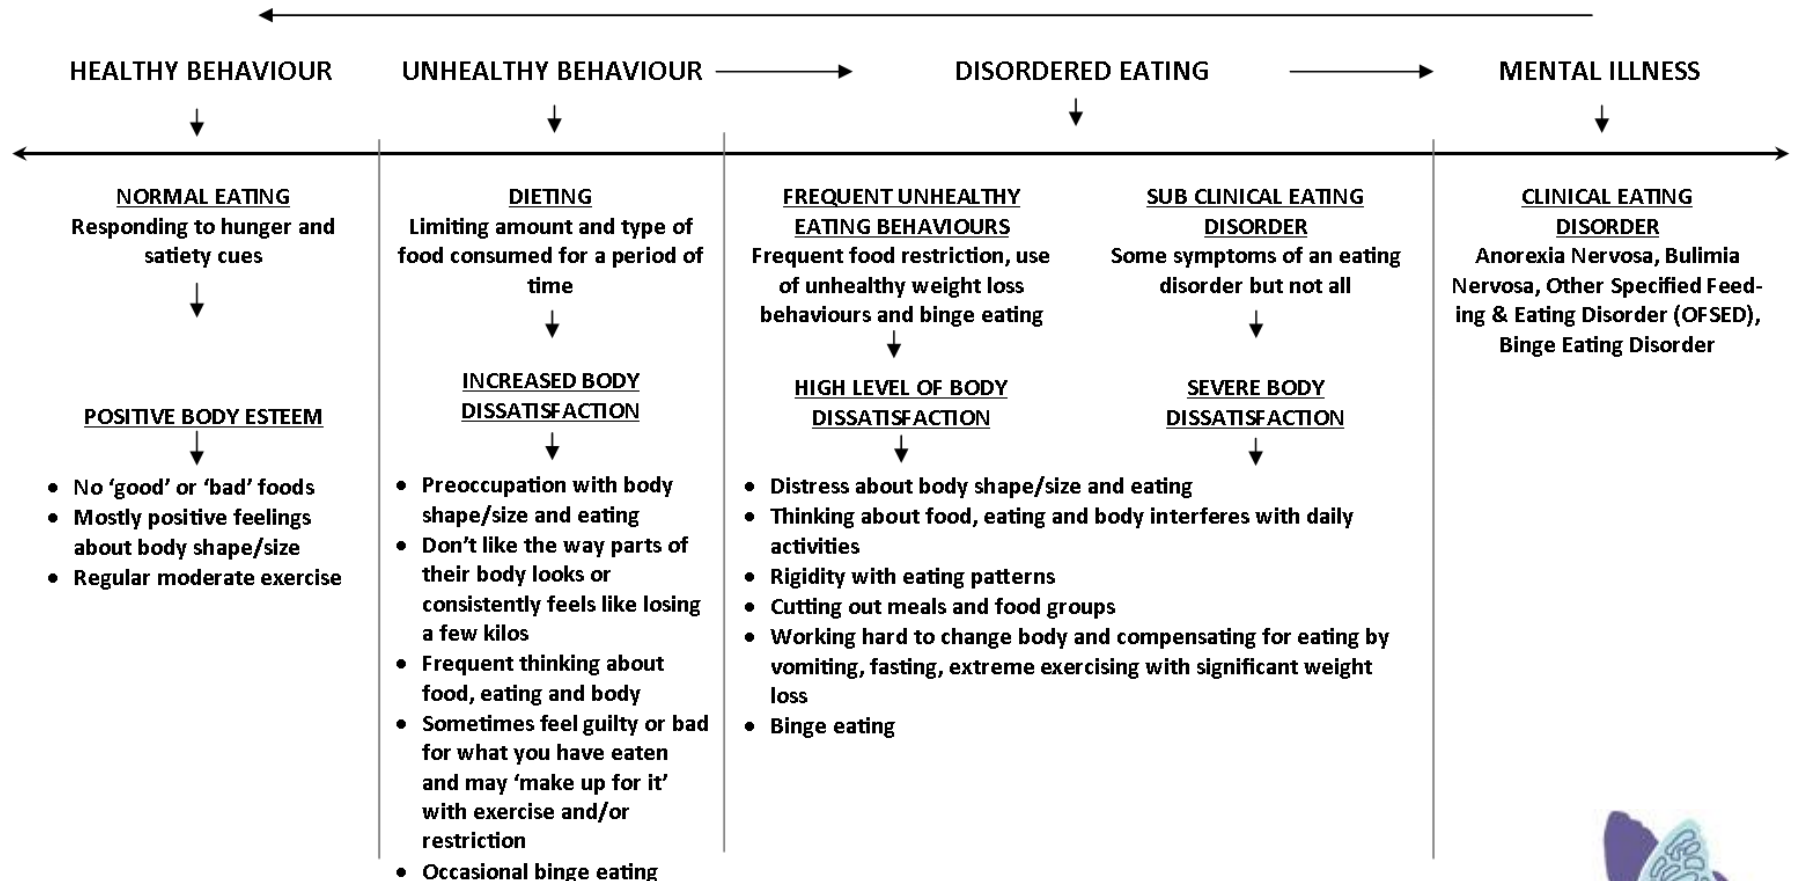 HEALTHY BEHAVIOUR
UNHEALTHY BEHAVIOUR
DISORDERED EATING
MENTAL ILLNESS
NORMAL EATING
Responding to hunger and
satiety cues
POSITIVE BODY ESTEEM
• No ‘good’ or ‘bad’ foods
• Mostly positive feelings
about body shape/size
• Regular moderate exercise
DIETING
Limiting amount and type of
food consumed for a period of
time
INCREASED BODY
DISSATISFACTION
• Preoccupation with body
shape/size and eating
• Don’t like the way parts of
their body looks or
consistently feels like losing
a few kilos
• Frequent thinking about
food, eating and body
• Sometimes feel guilty or bad
for what you have eaten
and may ‘make up for it’
with exercise and/or
restriction
• Occasional binge eating
FREQUENT UNHEALTHY
EATING BEHAVIOURS
Frequent food restriction, use
of unhealthy weight loss
behaviours and binge eating
HIGH LEVEL OF BODY
DISSATISFACTION
SUB CLINICAL EATING
DISORDER
Some symptoms of an eating
disorder but not all
SEVERE BODY
DISSATISFACTION
• Distress about body shape/size and eating
• Thinking about food, eating and body interferes with daily
activities
• Rigidity with eating patterns
• Cutting out meals and food groups
• Working hard to change body and compensating for eating by
vomiting, fasting, extreme exercising with significant weight
loss
• Binge eating
CLINICAL EATING
DISORDER
Anorexia Nervosa, Bulimia
Nervosa, Other Specified Feed-
ing & Eating Disorder (OFSED),
Binge Eating Disorder